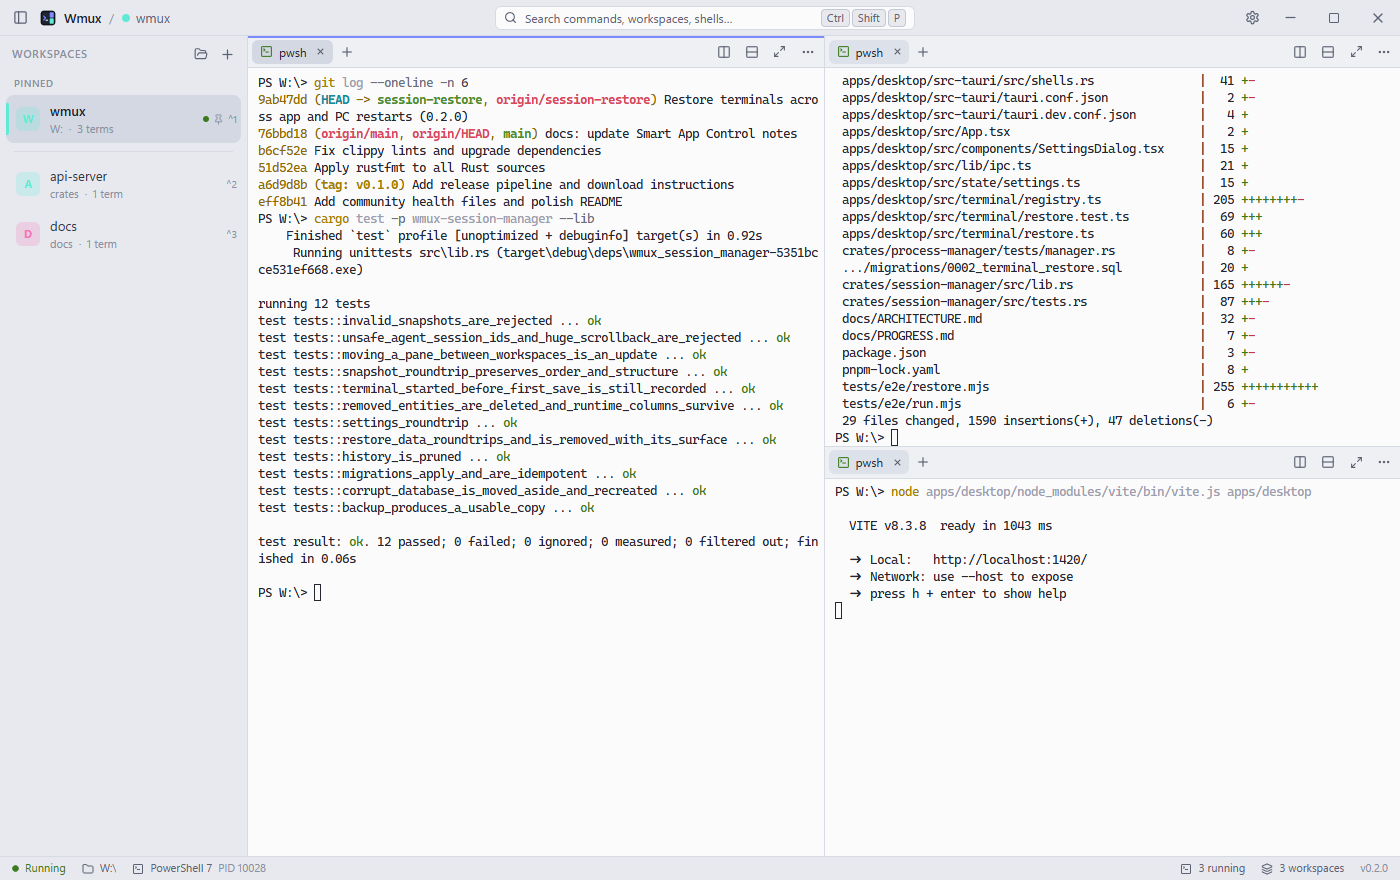 Wmux / wmux
Search commands, workspaces, shells... Ctrl Shift P
WORKSPACES
PINNED
W wmux ^1
W: · 3 terms
A api-server ^2
crates · 1 term
D docs ^3
docs · 1 term
pwsh
PS W:\> git log --oneline -n 6
9ab47dd (HEAD -> session-restore, origin/session-restore) Restore terminals acro
ss app and PC restarts (0.2.0)
76bbd18 (origin/main, origin/HEAD, main) docs: update Smart App Control notes
b6cf52e Fix clippy lints and upgrade dependencies
51d52ea Apply rustfmt to all Rust sources
a6d9d8b (tag: v0.1.0) Add release pipeline and download instructions
eff8b41 Add community health files and polish README
PS W:\> cargo test -p wmux-session-manager --lib
Finished `test` profile [unoptimized + debuginfo] target(s) in 0.92s
Running unittests src\lib.rs (target\debug\deps\wmux_session_manager-5351bc
ce531ef668.exe)
running 12 tests
test tests::invalid_snapshots_are_rejected ... ok
test tests::unsafe_agent_session_ids_and_huge_scrollback_are_rejected ... ok
test tests::moving_a_pane_between_workspaces_is_an_update ... ok
test tests::snapshot_roundtrip_preserves_order_and_structure ... ok
test tests::terminal_started_before_first_save_is_still_recorded ... ok
test tests::removed_entities_are_deleted_and_runtime_columns_survive ... ok
test tests::settings_roundtrip ... ok
test tests::restore_data_roundtrips_and_is_removed_with_its_surface ... ok
test tests::history_is_pruned ... ok
test tests::migrations_apply_and_are_idempotent ... ok
test tests::corrupt_database_is_moved_aside_and_recreated ... ok
test tests::backup_produces_a_usable_copy ... ok
test result: ok. 12 passed; 0 failed; 0 ignored; 0 measured; 0 filtered out; fin
ished in 0.06s
PS W:\>
pwsh
apps/desktop/src-tauri/src/shells.rs | 41 +-
apps/desktop/src-tauri/tauri.conf.json | 2 +-
apps/desktop/src-tauri/tauri.dev.conf.json | 4 +
apps/desktop/src/App.tsx | 2 +
apps/desktop/src/components/SettingsDialog.tsx | 15 +
apps/desktop/src/lib/ipc.ts | 21 +
apps/desktop/src/state/settings.ts | 15 +
apps/desktop/src/terminal/registry.ts | 205 ++++++++-
apps/desktop/src/terminal/restore.test.ts | 69 +++
apps/desktop/src/terminal/restore.ts | 60 +++
crates/process-manager/tests/manager.rs | 8 +-
.../migrations/0002_terminal_restore.sql | 20 +
crates/session-manager/src/lib.rs | 165 ++++++-
crates/session-manager/src/tests.rs | 87 +++-
docs/ARCHITECTURE.md | 32 +-
docs/PROGRESS.md | 7 +-
package.json | 3 +-
pnpm-lock.yaml | 8 +
tests/e2e/restore.mjs | 255 +++++++++++
tests/e2e/run.mjs | 6 +-
29 files changed, 1590 insertions(+), 47 deletions(-)
PS W:\>
pwsh
PS W:\> node apps/desktop/node_modules/vite/bin/vite.js apps/desktop
VITE v8.3.8 ready in 1043 ms
➜ Local: http://localhost:1420/
➜ Network: use --host to expose
➜ press h + enter to show help
Running W:\ PowerShell 7 PID 10028 3 running 3 workspaces v0.2.0